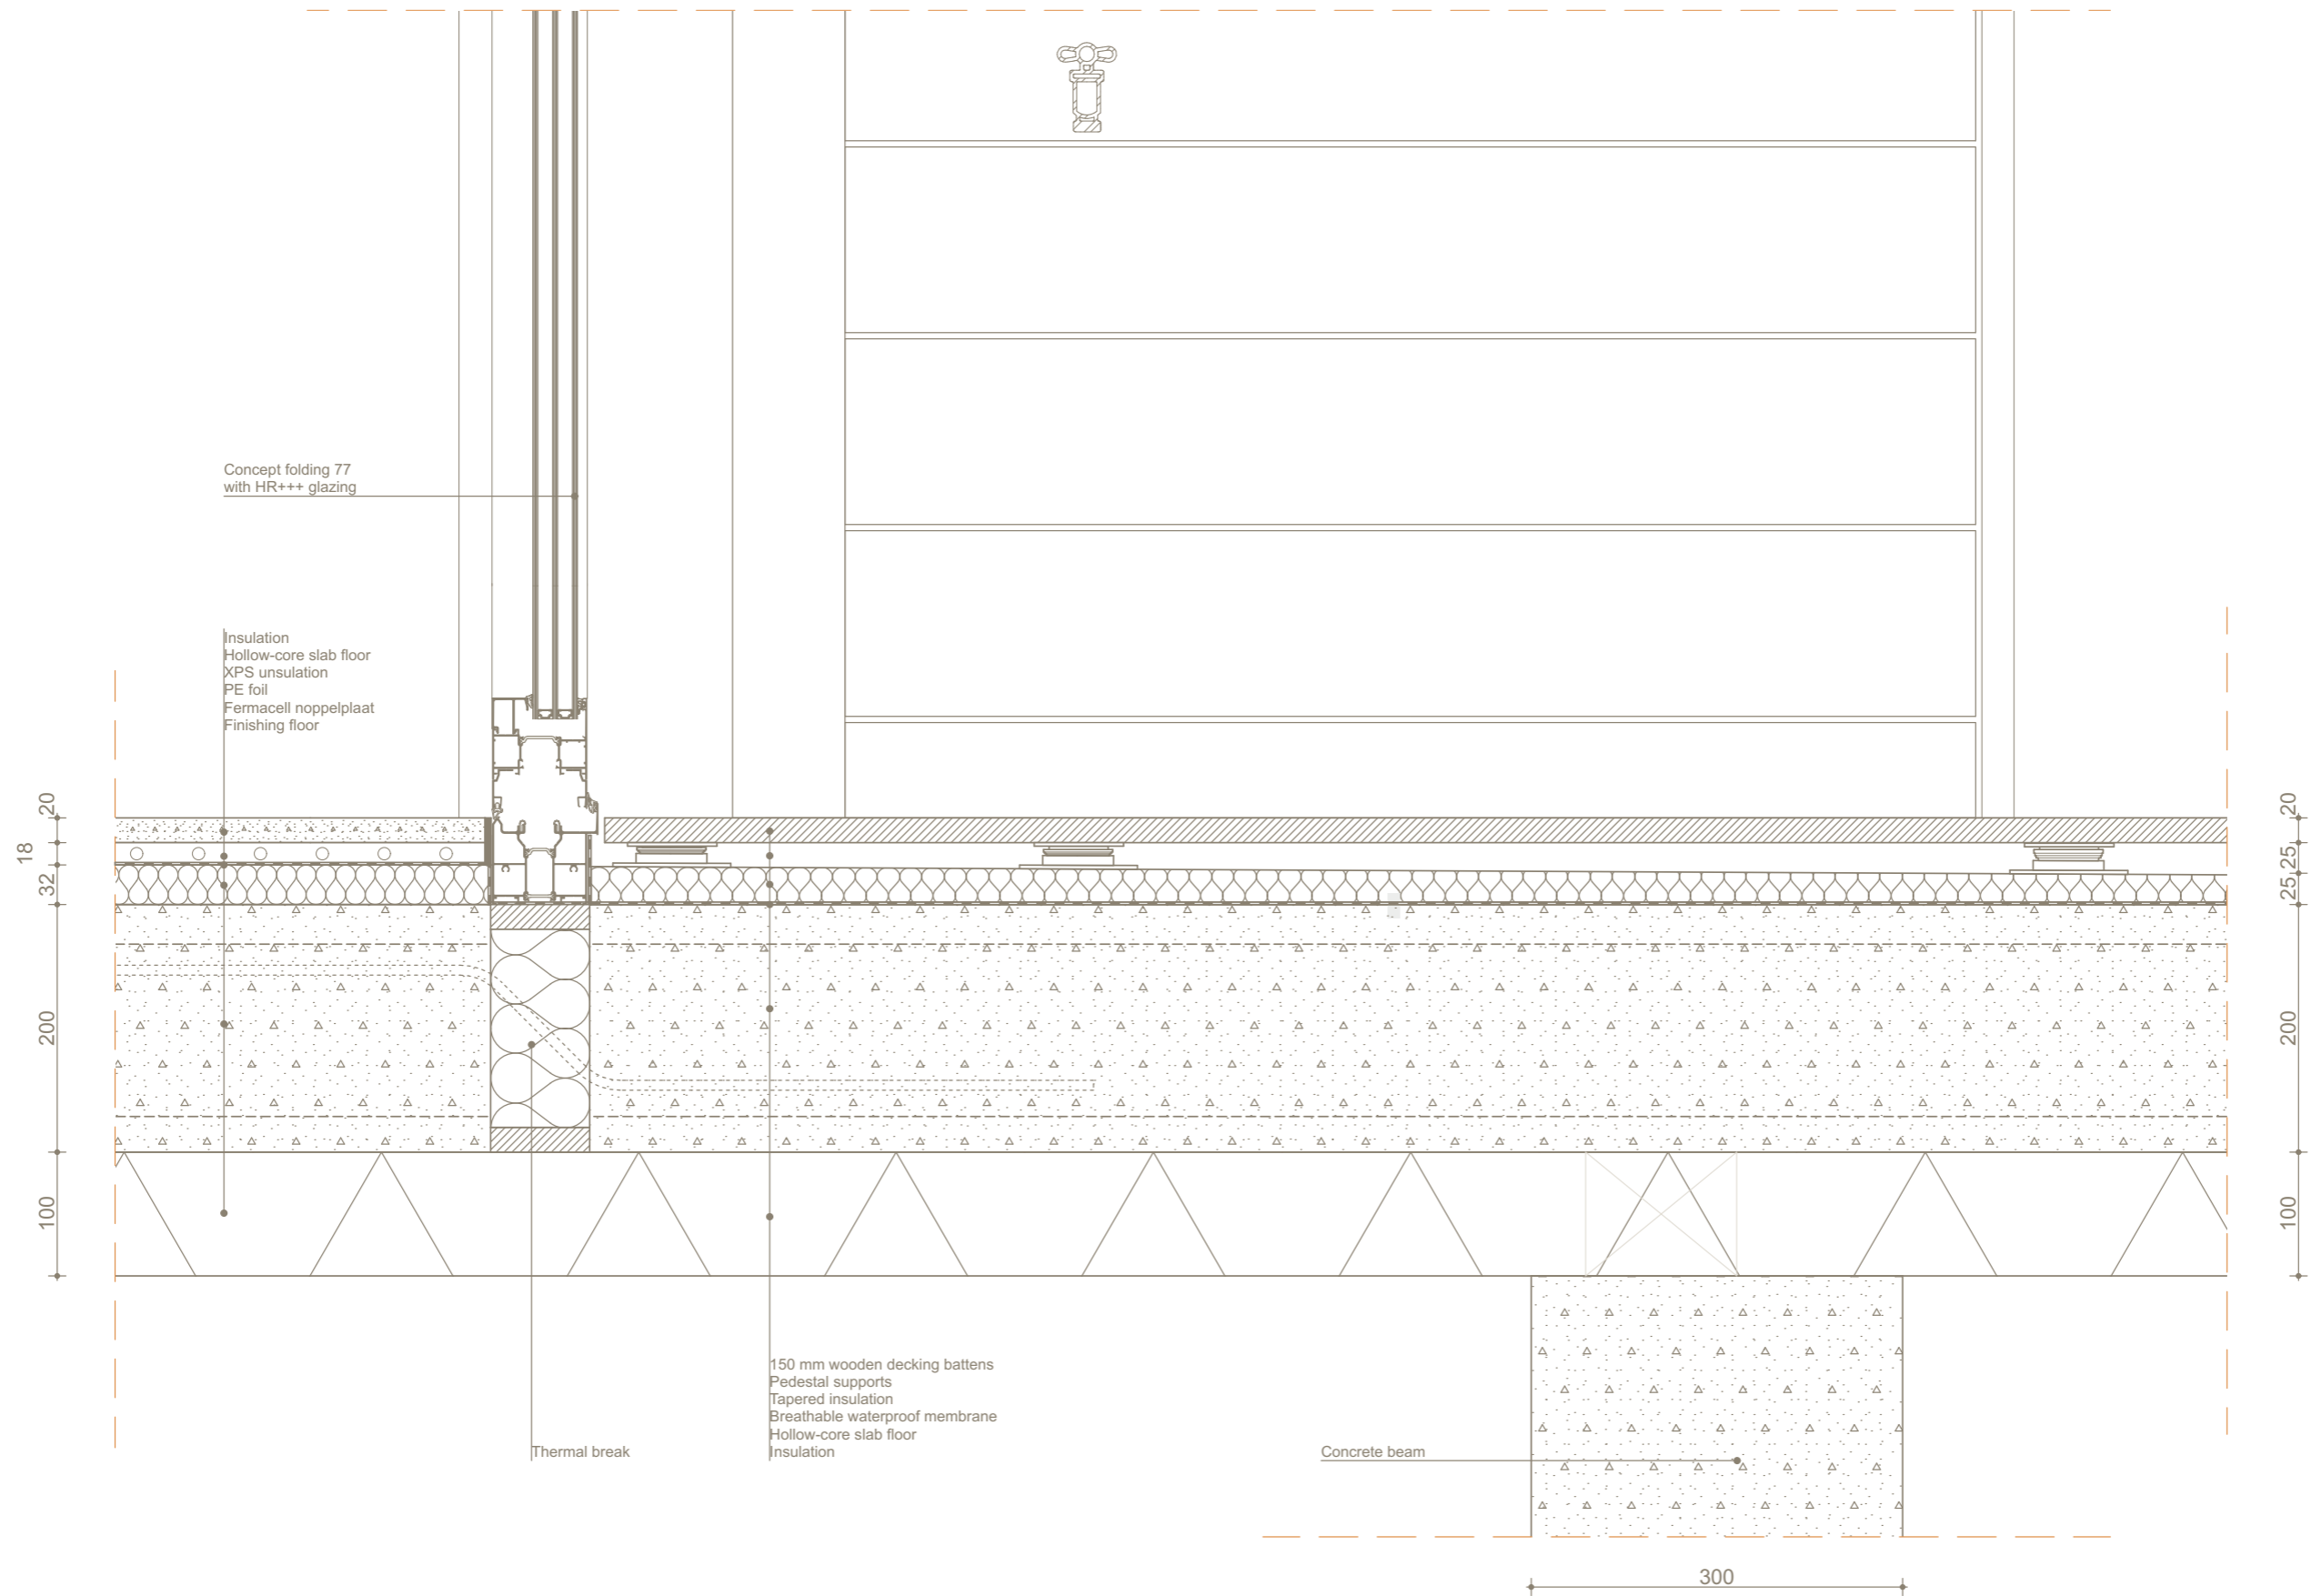 Concept folding 77
with HR+++ glazing
Insulation
Hollow-core slab floor
XPS unsulation
PE foil
Fermacell noppelplaat
Finishing floor
20
18
32
200
100
20
25
25
200
100
150 mm wooden decking battens
Pedestal supports
Tapered insulation
Breathable waterproof membrane
Hollow-core slab floor
Insulation
Thermal break
Concrete beam
300